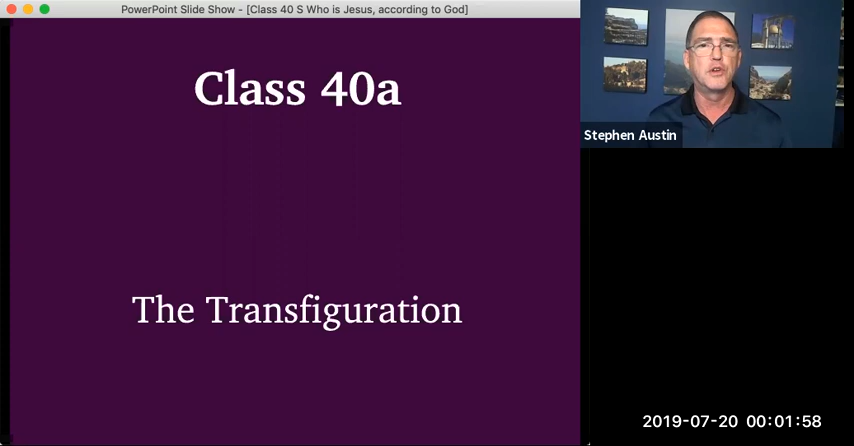 PowerPoint Slide Show - [Class 40 S Who is Jesus, according to God]
Class 40a
The Transfiguration
Stephen Austin
2019-07-20 00:01:58